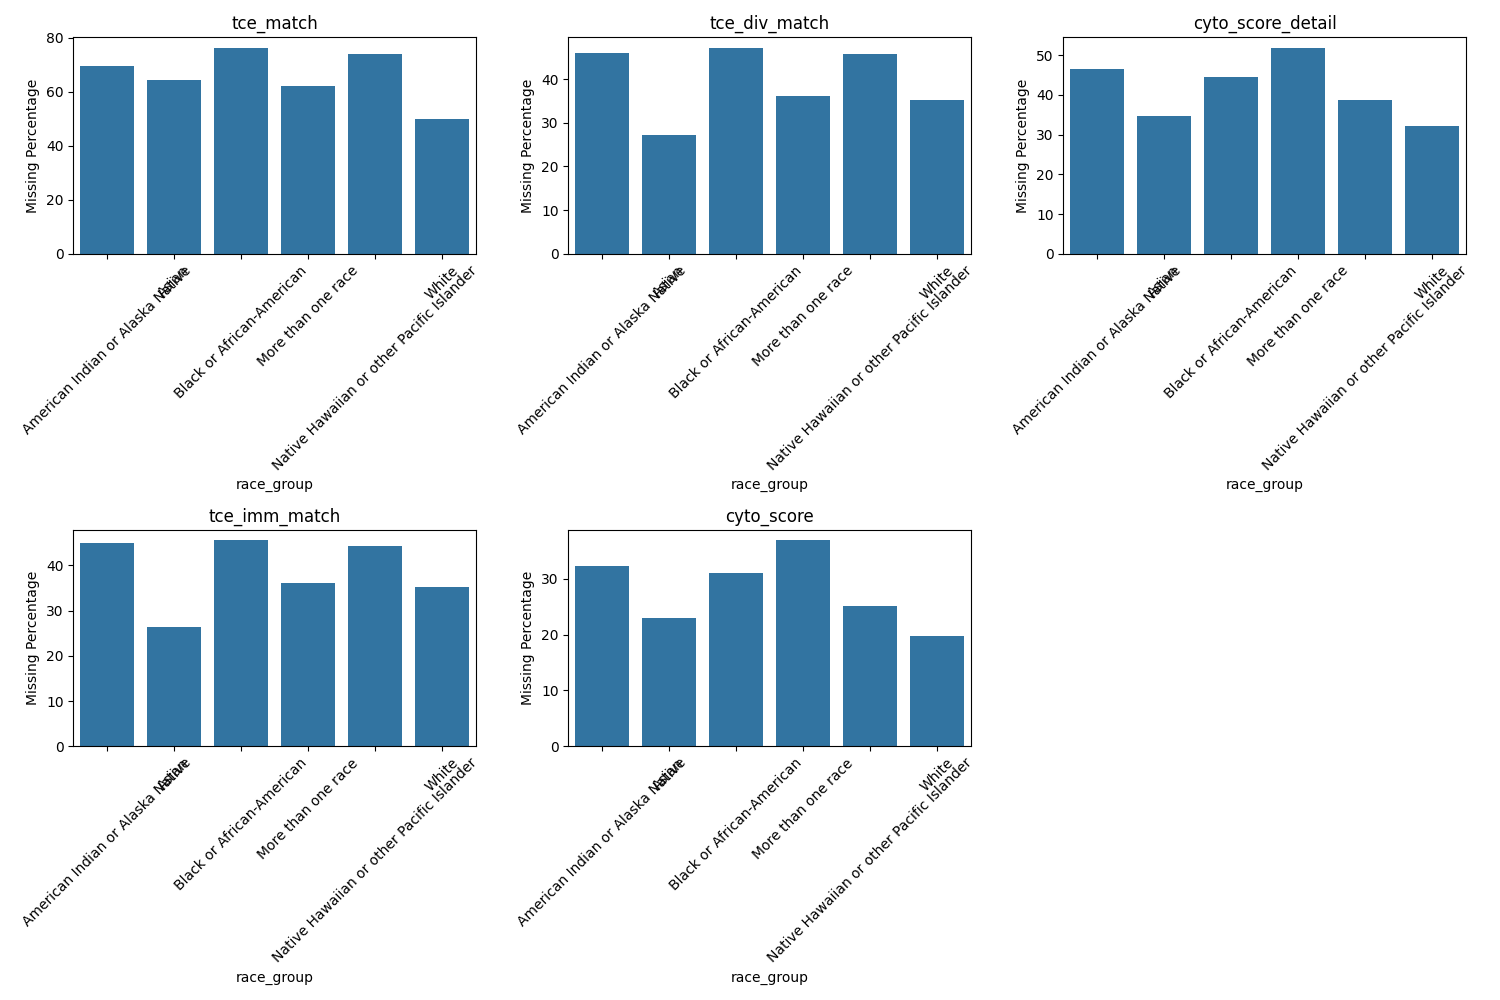 tce_match
Missing Percentage
80
60
40
20
0
American Indian or Alaska Native
Asian
Black or African-American
More than one race
Native Hawaiian or other Pacific Islander
White
race_group
tce_div_match
Missing Percentage
40
30
20
10
0
American Indian or Alaska Native
Asian
Black or African-American
More than one race
Native Hawaiian or other Pacific Islander
White
race_group
cyto_score_detail
Missing Percentage
50
40
30
20
10
0
American Indian or Alaska Native
Asian
Black or African-American
More than one race
Native Hawaiian or other Pacific Islander
White
race_group
tce_imm_match
Missing Percentage
40
30
20
10
0
American Indian or Alaska Native
Asian
Black or African-American
More than one race
Native Hawaiian or other Pacific Islander
White
race_group
cyto_score
Missing Percentage
30
20
10
0
American Indian or Alaska Native
Asian
Black or African-American
More than one race
Native Hawaiian or other Pacific Islander
White
race_group